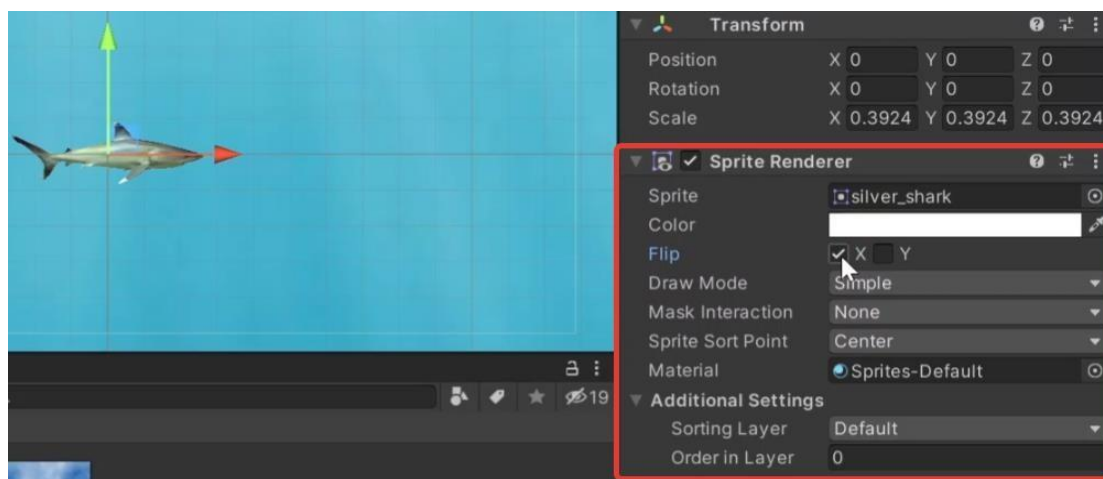 Transform
Position X 0 Y 0 Z 0
Rotation X 0 Y 0 Z 0
Scale X 0.3924 Y 0.3924 Z 0.3924
Sprite Renderer
Sprite silver_shark
Color
Flip X Y
Draw Mode Simple
Mask Interaction None
Sprite Sort Point Center
Material Sprites-Default
Additional Settings
Sorting Layer Default
Order in Layer 0
19